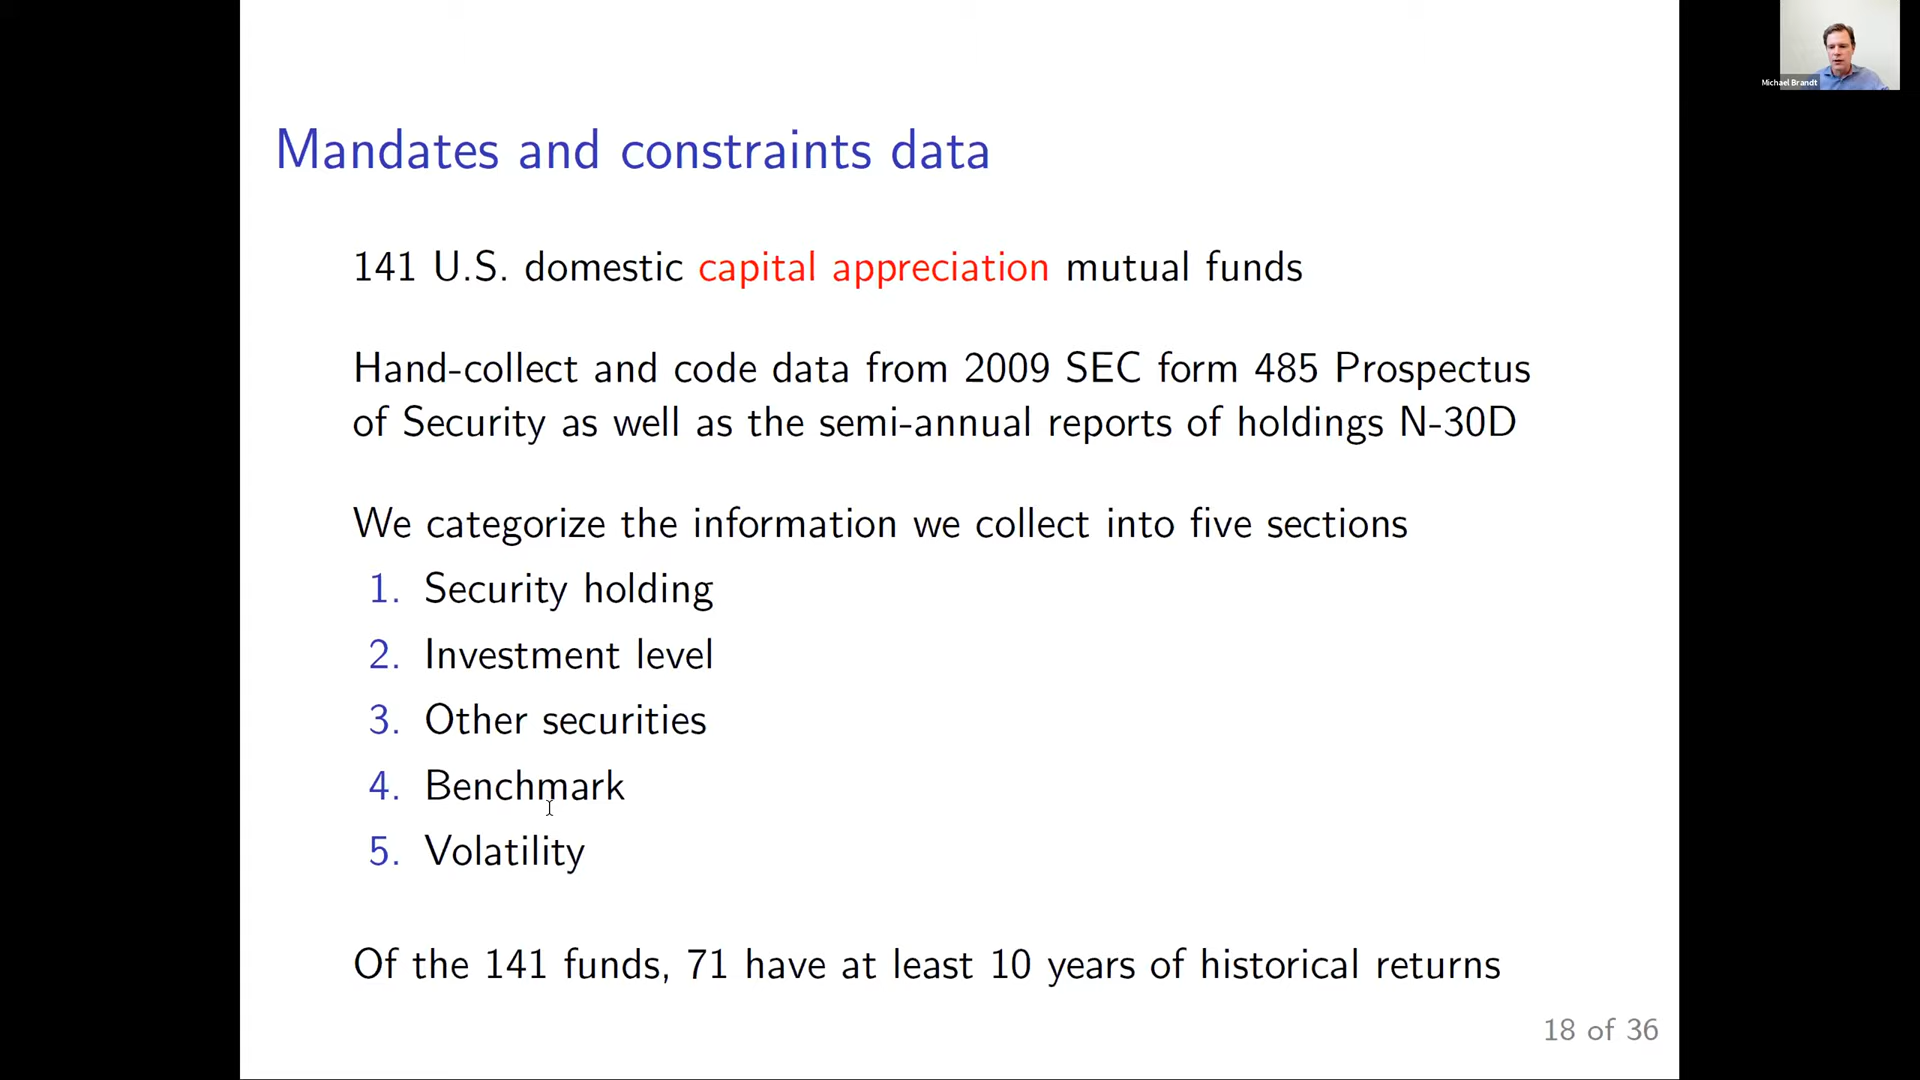 Michael Brandt
Mandates and constraints data
141 U.S. domestic capital appreciation mutual funds
Hand-collect and code data from 2009 SEC form 485 Prospectus
of Security as well as the semi-annual reports of holdings N-30D
We categorize the information we collect into five sections
1. Security holding
2. Investment level
3. Other securities
4. Benchmark
5. Volatility
Of the 141 funds, 71 have at least 10 years of historical returns
18 of 36